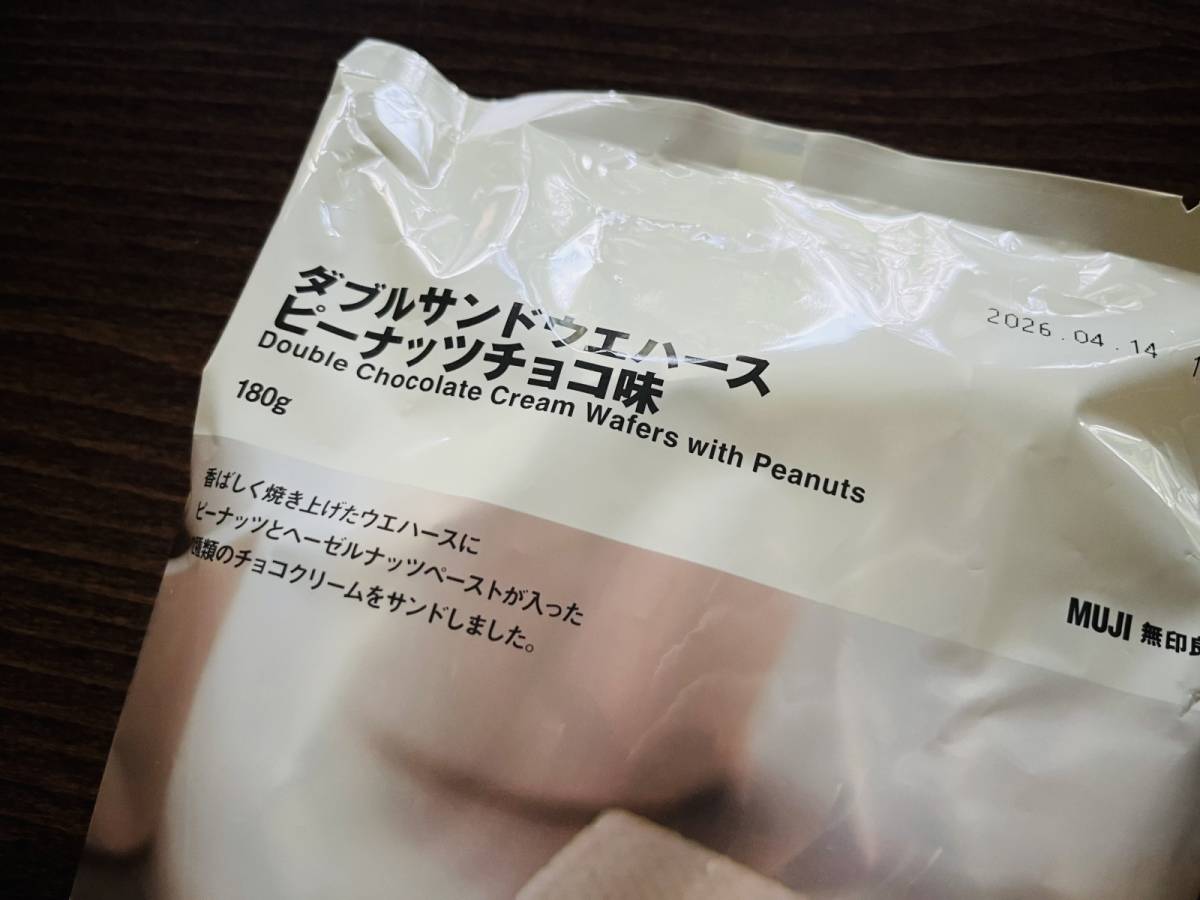 ダブルサンドウエハース
ピーナッツチョコ味
Double Chocolate Cream Wafers with Peanuts
180g
2026.04.14
香ばしく焼き上げたウエハースに
ピーナッツとヘーゼルナッツペーストが入った
種類のチョコクリームをサンドしました。
MUJI 無印良